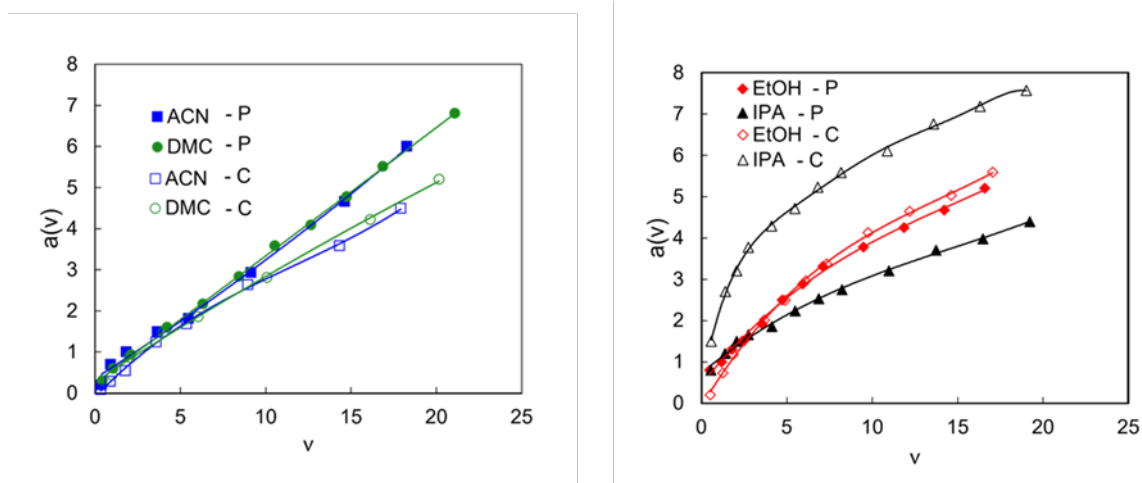 8
7
6
5
4
3
2
1
0
a(v)
ACN - P
DMC - P
ACN - C
DMC - C
0 5 10 15 20 25
v
8
7
6
5
4
3
2
1
0
a(v)
EtOH - P
IPA - P
EtOH - C
IPA - C
0 5 10 15 20 25
v